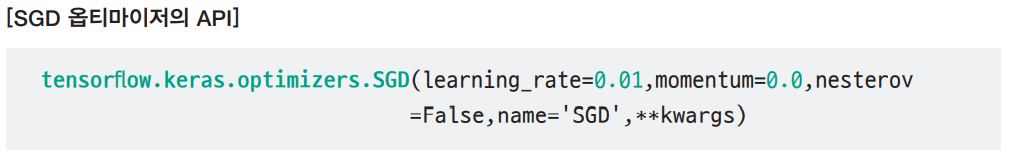 [SGD 옵티마이저의 API]
tensorflow.keras.optimizers.SGD(learning_rate=0.01,momentum=0.0,nesterov
=False,name='SGD',**kwargs)